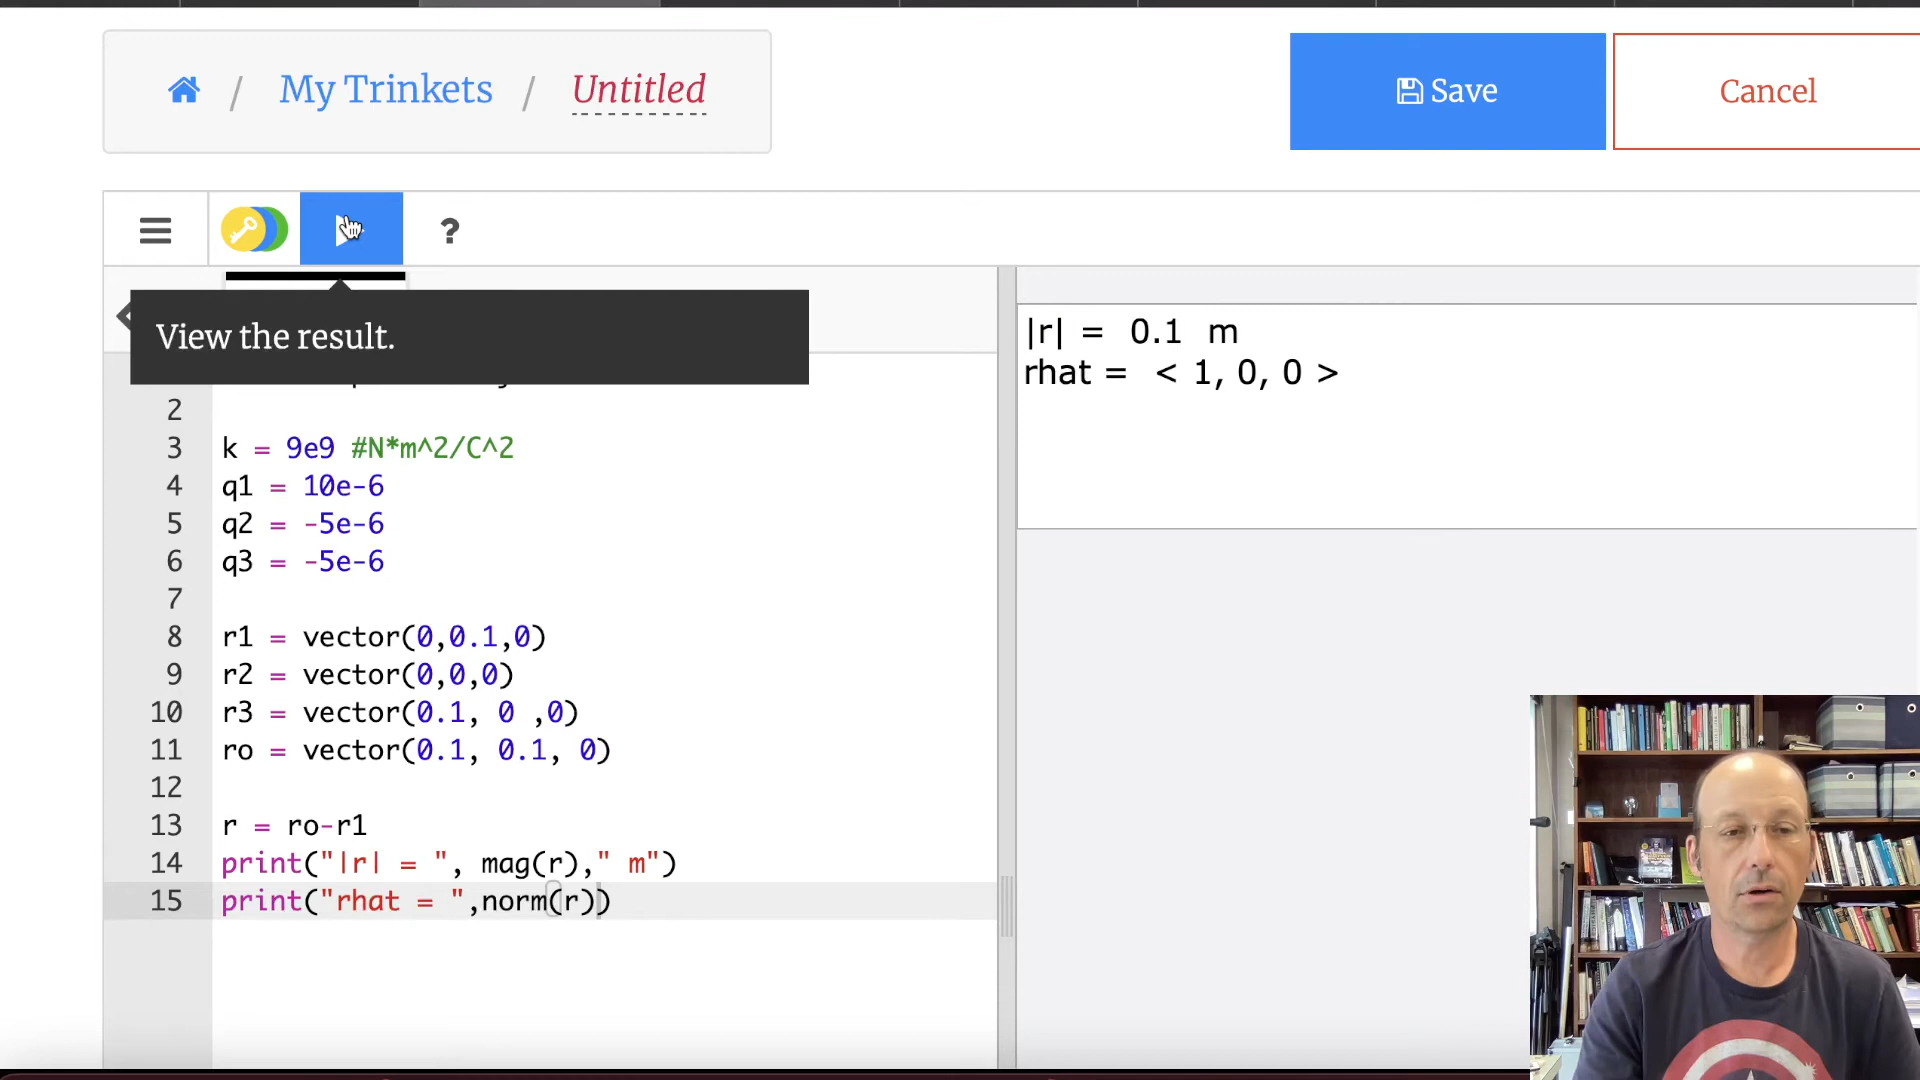 / My Trinkets / Untitled
Save
Cancel
?
View the result.
2
3 k = 9e9 #N*m^2/C^2
4 q1 = 10e-6
5 q2 = -5e-6
6 q3 = -5e-6
7
8 r1 = vector(0,0.1,0)
9 r2 = vector(0,0,0)
10 r3 = vector(0.1, 0 ,0)
11 ro = vector(0.1, 0.1, 0)
12
13 r = ro-r1
14 print("|r| = ", mag(r)," m")
15 print("rhat = ",norm(r))
|r| = 0.1 m
rhat = < 1, 0, 0 >